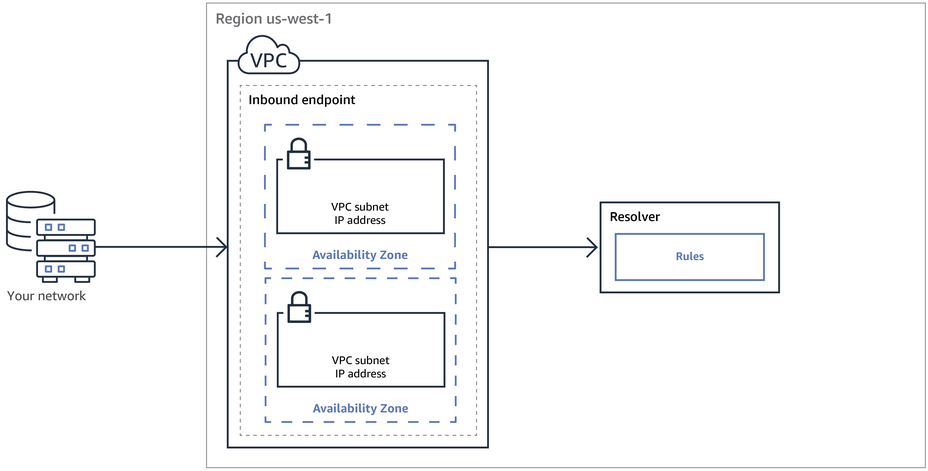 Region us-west-1
VPC
Inbound endpoint
VPC subnet
IP address
Availability Zone
VPC subnet
IP address
Availability Zone
Your network
Resolver
Rules